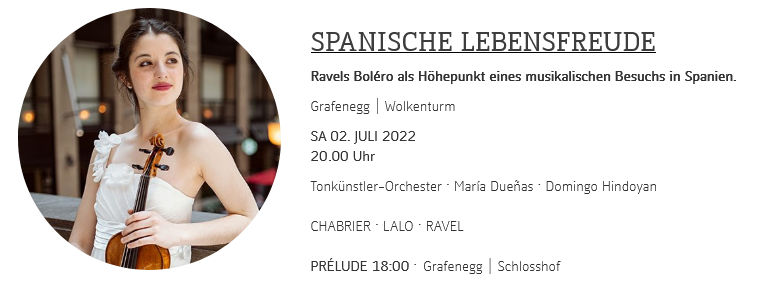 SPANISCHE LEBENSFREUDE
Ravels Boléro als Höhepunkt eines musikalischen Besuchs in Spanien.
Grafenegg | Wolkenturm
SA 02. JULI 2022
20.00 Uhr
Tonkünstler-Orchester · María Dueñas · Domingo Hindoyan
CHABRIER · LALO · RAVEL
PRÉLUDE 18:00 · Grafenegg | Schlosshof